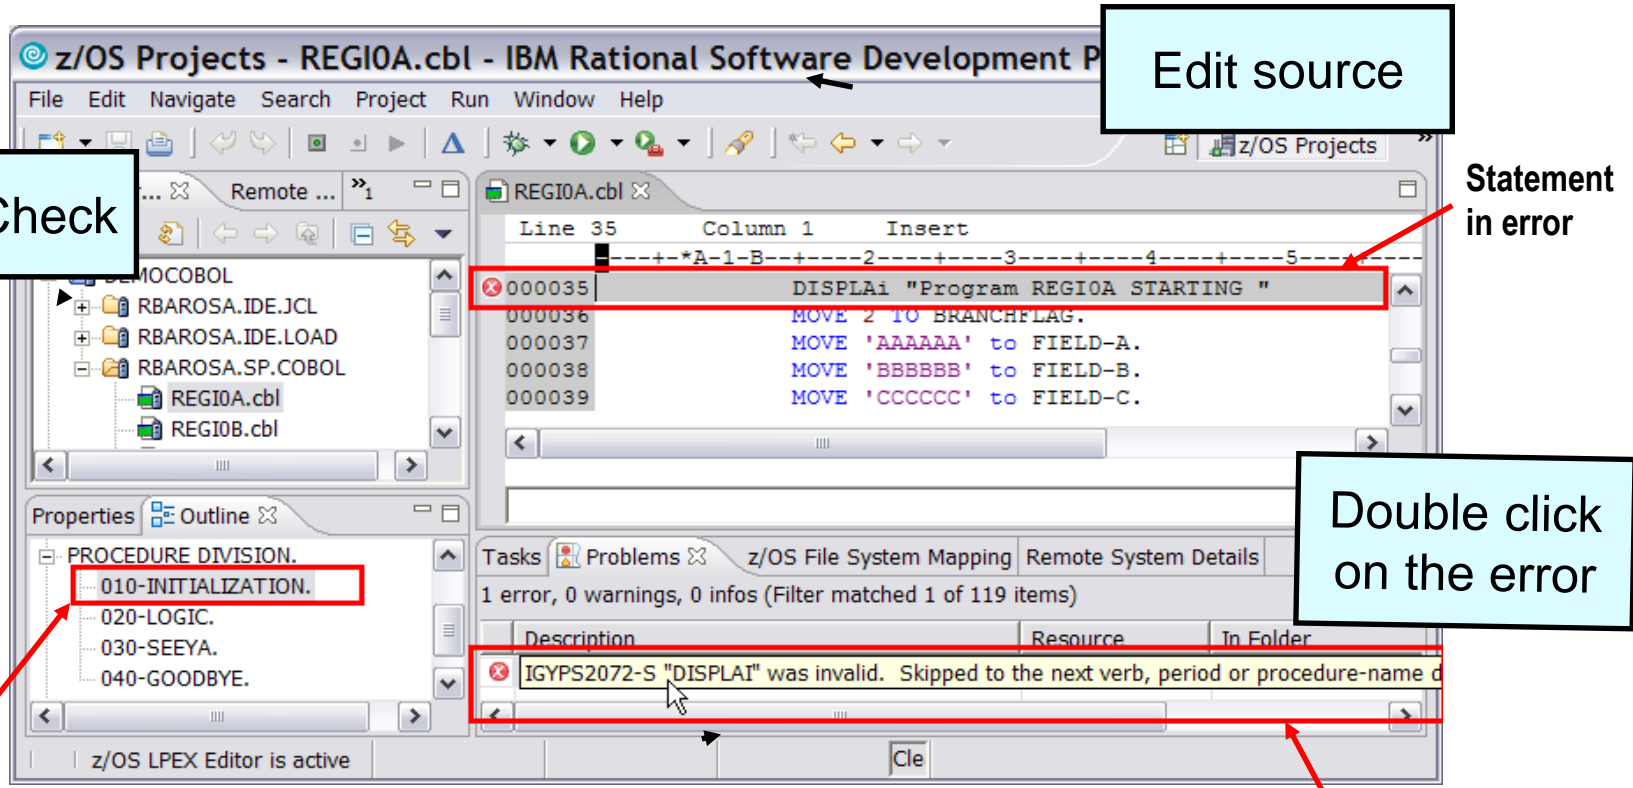 Edit source
z/OS Projects - REGI0A.cbl - IBM Rational Software Development P
File Edit Navigate Search Project Run Window Help
z/OS Projects »
Check
... Remote ... »1
REGI0A.cbl
Statement
in error
Line 35 Column 1 Insert
----+-*A-1-B--+----2----+----3----+----4----+----5----+----
000035 DISPLAi "Program REGI0A STARTING "
000036 MOVE 2 TO BRANCHFLAG.
000037 MOVE 'AAAAAA' to FIELD-A.
000038 MOVE 'BBBBBB' to FIELD-B.
000039 MOVE 'CCCCCC' to FIELD-C.
DEMOCOBOL
RBAROSA.IDE.JCL
RBAROSA.IDE.LOAD
RBAROSA.SP.COBOL
REGI0A.cbl
REGI0B.cbl
Double click
on the error
Properties Outline
PROCEDURE DIVISION.
010-INITIALIZATION.
020-LOGIC.
030-SEEYA.
040-GOODBYE.
Tasks Problems z/OS File System Mapping Remote System Details
1 error, 0 warnings, 0 infos (Filter matched 1 of 119 items)
Description Resource In Folder
IGYPS2072-S "DISPLAI" was invalid. Skipped to the next verb, period or procedure-name d
z/OS LPEX Editor is active
Cle